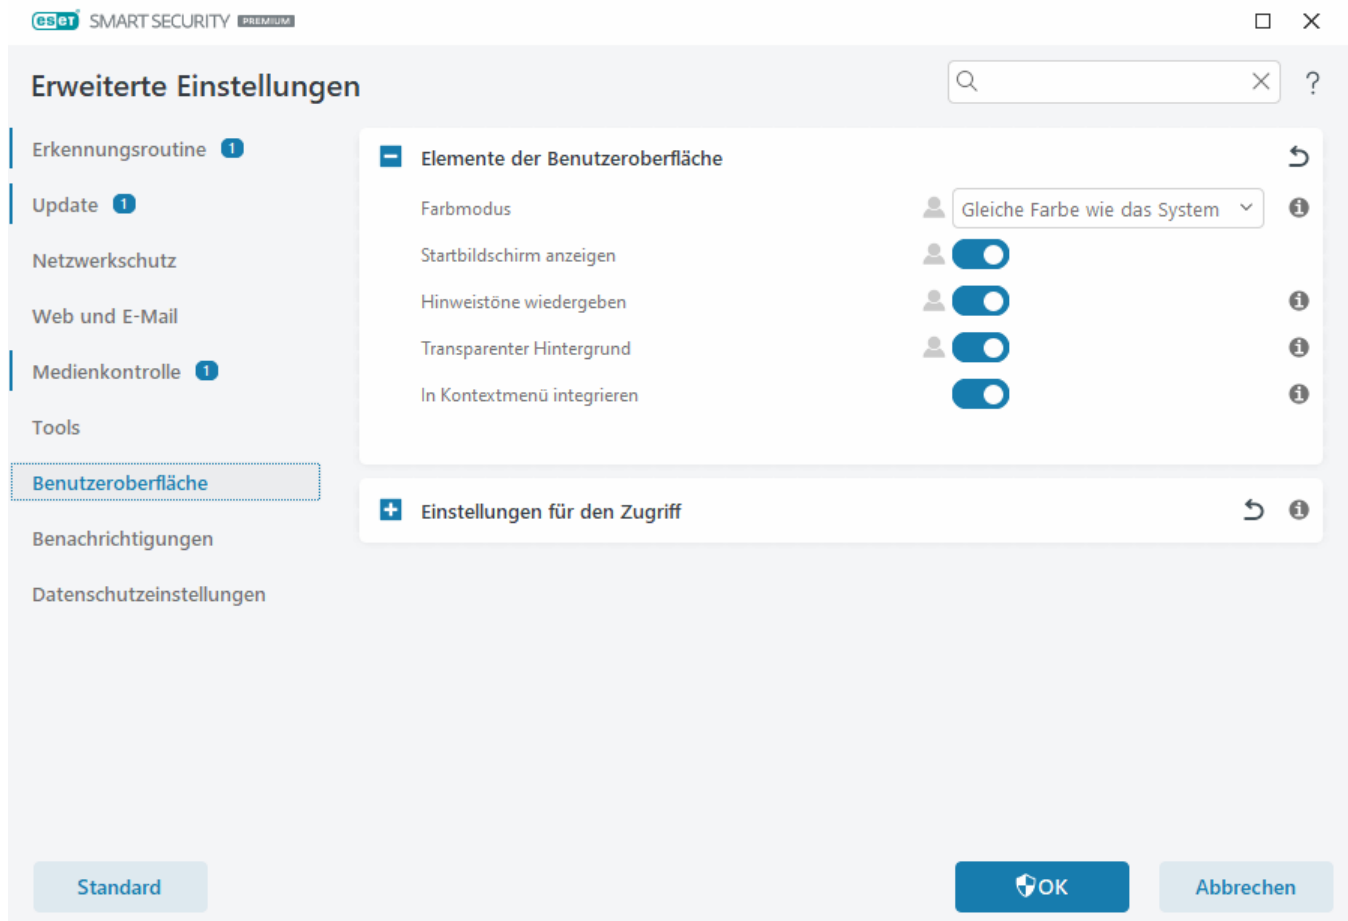 eset SMART SECURITY PREMIUM
Erweiterte Einstellungen
?
Erkennungsroutine 1
Update 1
Netzwerkschutz
Web und E-Mail
Medienkontrolle 1
Tools
Benutzeroberfläche
Benachrichtigungen
Datenschutzeinstellungen
Elemente der Benutzeroberfläche
Farbmodus Gleiche Farbe wie das System
Startbildschirm anzeigen
Hinweistöne wiedergeben
Transparenter Hintergrund
In Kontextmenü integrieren
Einstellungen für den Zugriff
Standard
OK
Abbrechen